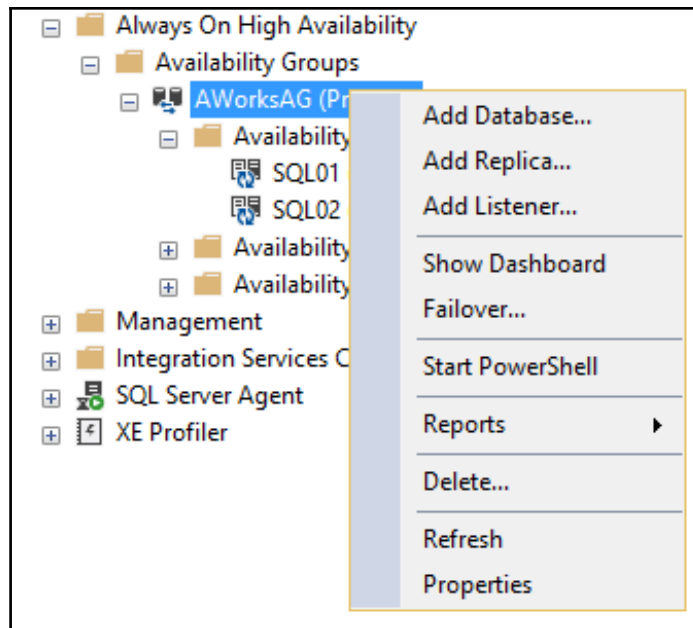 Always On High Availability
Availability Groups
AWorksAG (Pr
Availability
SQL01
SQL02
Availability
Availability
Management
Integration Services C
SQL Server Agent
XE Profiler
Add Database...
Add Replica...
Add Listener...
Show Dashboard
Failover...
Start PowerShell
Reports
Delete...
Refresh
Properties